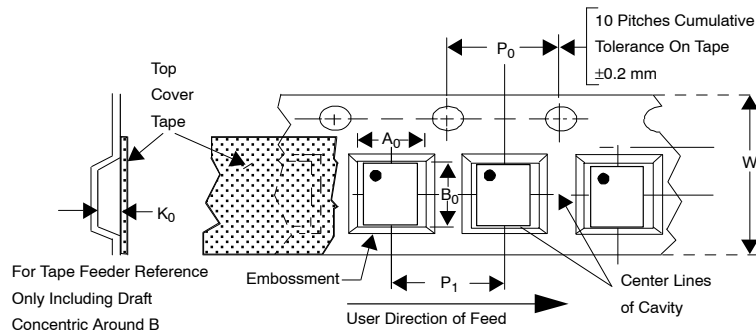 10 Pitches Cumulative
Tolerance On Tape
±0.2 mm
P0
Top
Cover
Tape
A0
B0
W
K0
For Tape Feeder Reference
Only Including Draft
Concentric Around B
Embossment
P1
User Direction of Feed
Center Lines
of Cavity